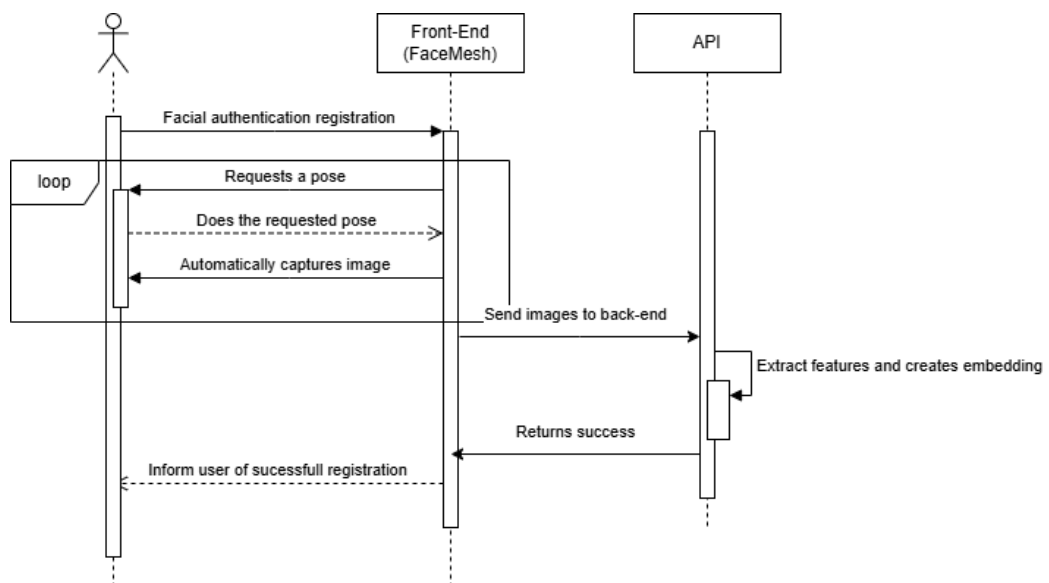 Front-End
(FaceMesh)
API
Facial authentication registration
loop
Requests a pose
Does the requested pose
Automatically captures image
Send images to back-end
Extract features and creates embedding
Returns success
Inform user of sucessfull registration